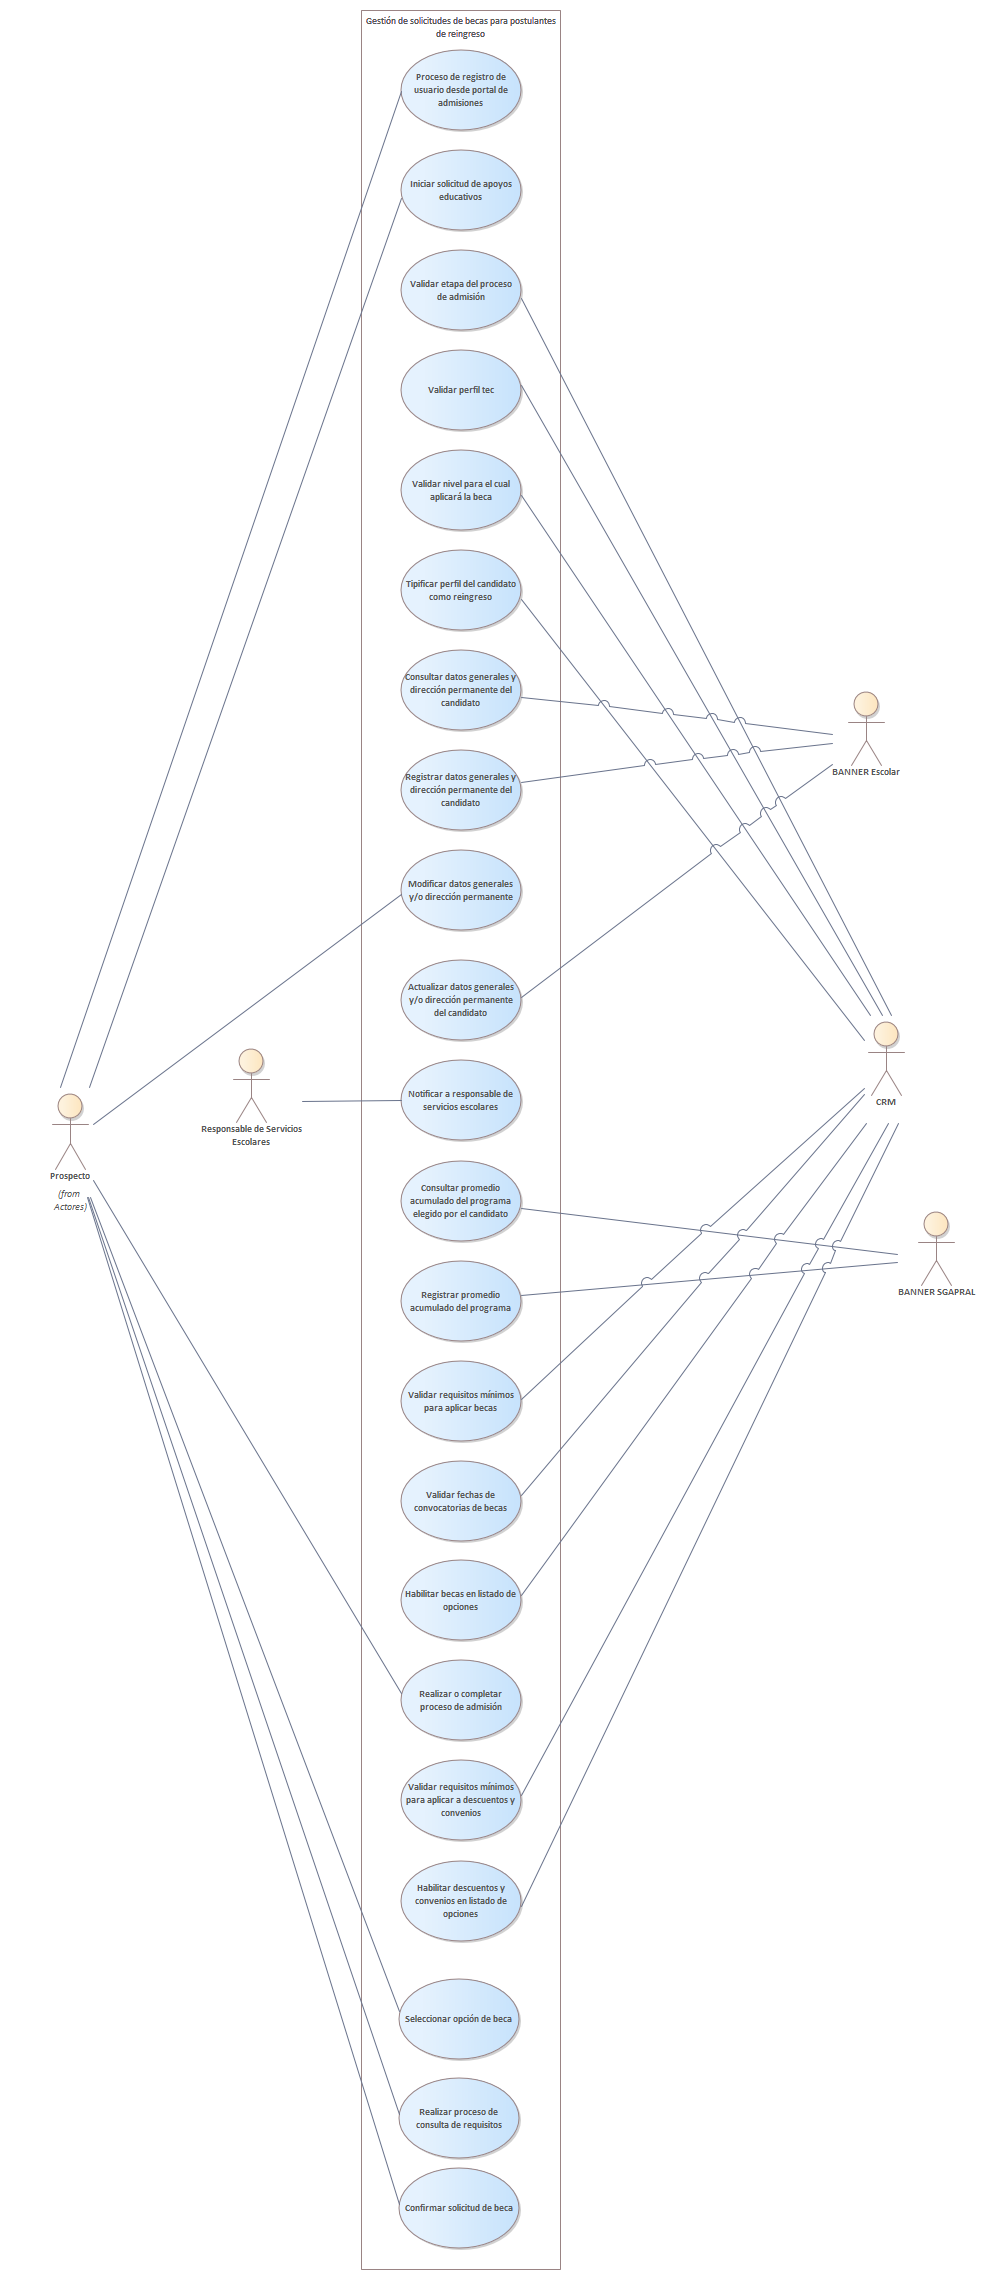 Gestión de solicitudes de becas para postulantes
de reingreso
Proceso de registro de
usuario desde portal de
admisiones
Iniciar solicitud de apoyos
educativos
Validar etapa del proceso
de admisión
Validar perfil tec
Validar nivel para el cual
aplicará la beca
Tipificar perfil del candidato
como reingreso
Consultar datos generales y
dirección permanente del
candidato
BANNER Escolar
Registrar datos generales y
dirección permanente del
candidato
Modificar datos generales
y/o dirección permanente
Actualizar datos generales
y/o dirección permanente
del candidato
Notificar a responsable de
servicios escolares
CRM
Responsable de Servicios
Escolares
Prospecto
(from
Actores)
Consultar promedio
acumulado del programa
elegido por el candidato
BANNER SGAPRAL
Registrar promedio
acumulado del programa
Validar requisitos mínimos
para aplicar becas
Validar fechas de
convocatorias de becas
Habilitar becas en listado de
opciones
Realizar o completar
proceso de admisión
Validar requisitos mínimos
para aplicar a descuentos y
convenios
Habilitar descuentos y
convenios en listado de
opciones
Seleccionar opción de beca
Realizar proceso de
consulta de requisitos
Confirmar solicitud de beca